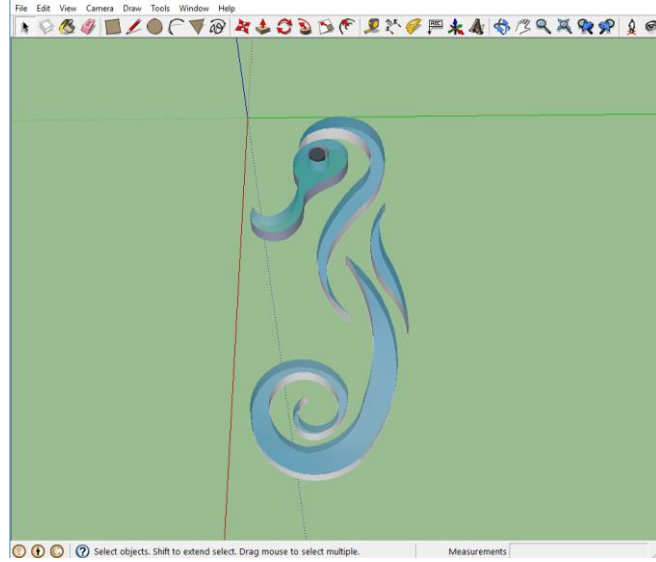 File Edit View Camera Draw Tools Window Help
ABC
Select objects. Shift to extend select. Drag mouse to select multiple. Measurements